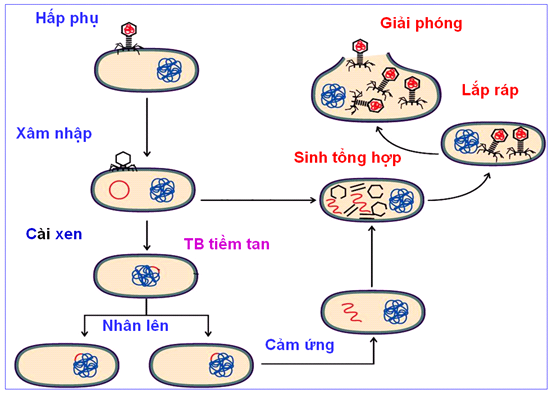 Hấp phụ
Giải phóng
Lắp ráp
Xâm nhập
Sinh tổng hợp
Cài xen
TB tiềm tan
Nhân lên
Cảm ứng